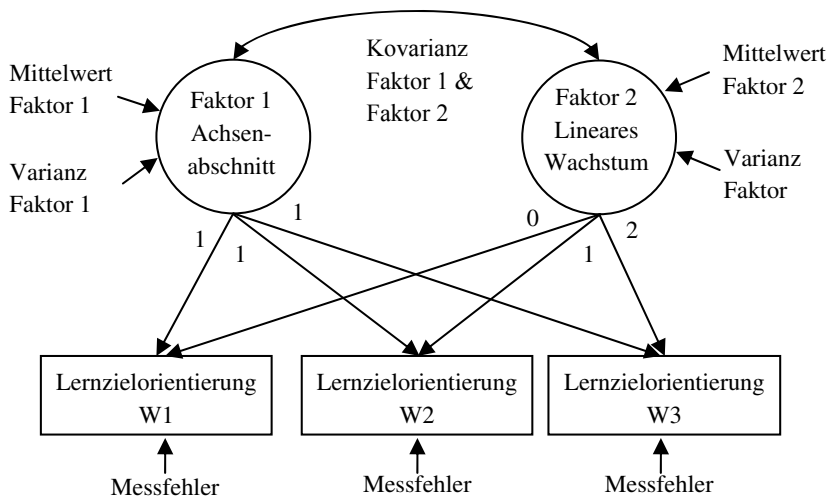 Mittelwert
Faktor 1
Varianz
Faktor 1
Faktor 1
Achsen-
abschnitt
Kovarianz
Faktor 1 &
Faktor 2
Faktor 2
Lineares
Wachstum
Mittelwert
Faktor 2
Varianz
Faktor
1
1
1
0
1
2
Lernzielorientierung
W1
Lernzielorientierung
W2
Lernzielorientierung
W3
Messfehler
Messfehler
Messfehler